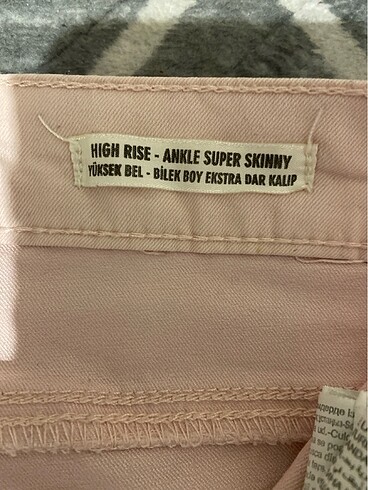 HIGH RISE - ANKLE SUPER SKINNY
YÜKSEK BEL - BİLEK BOY EKSTRA DAR KALIP